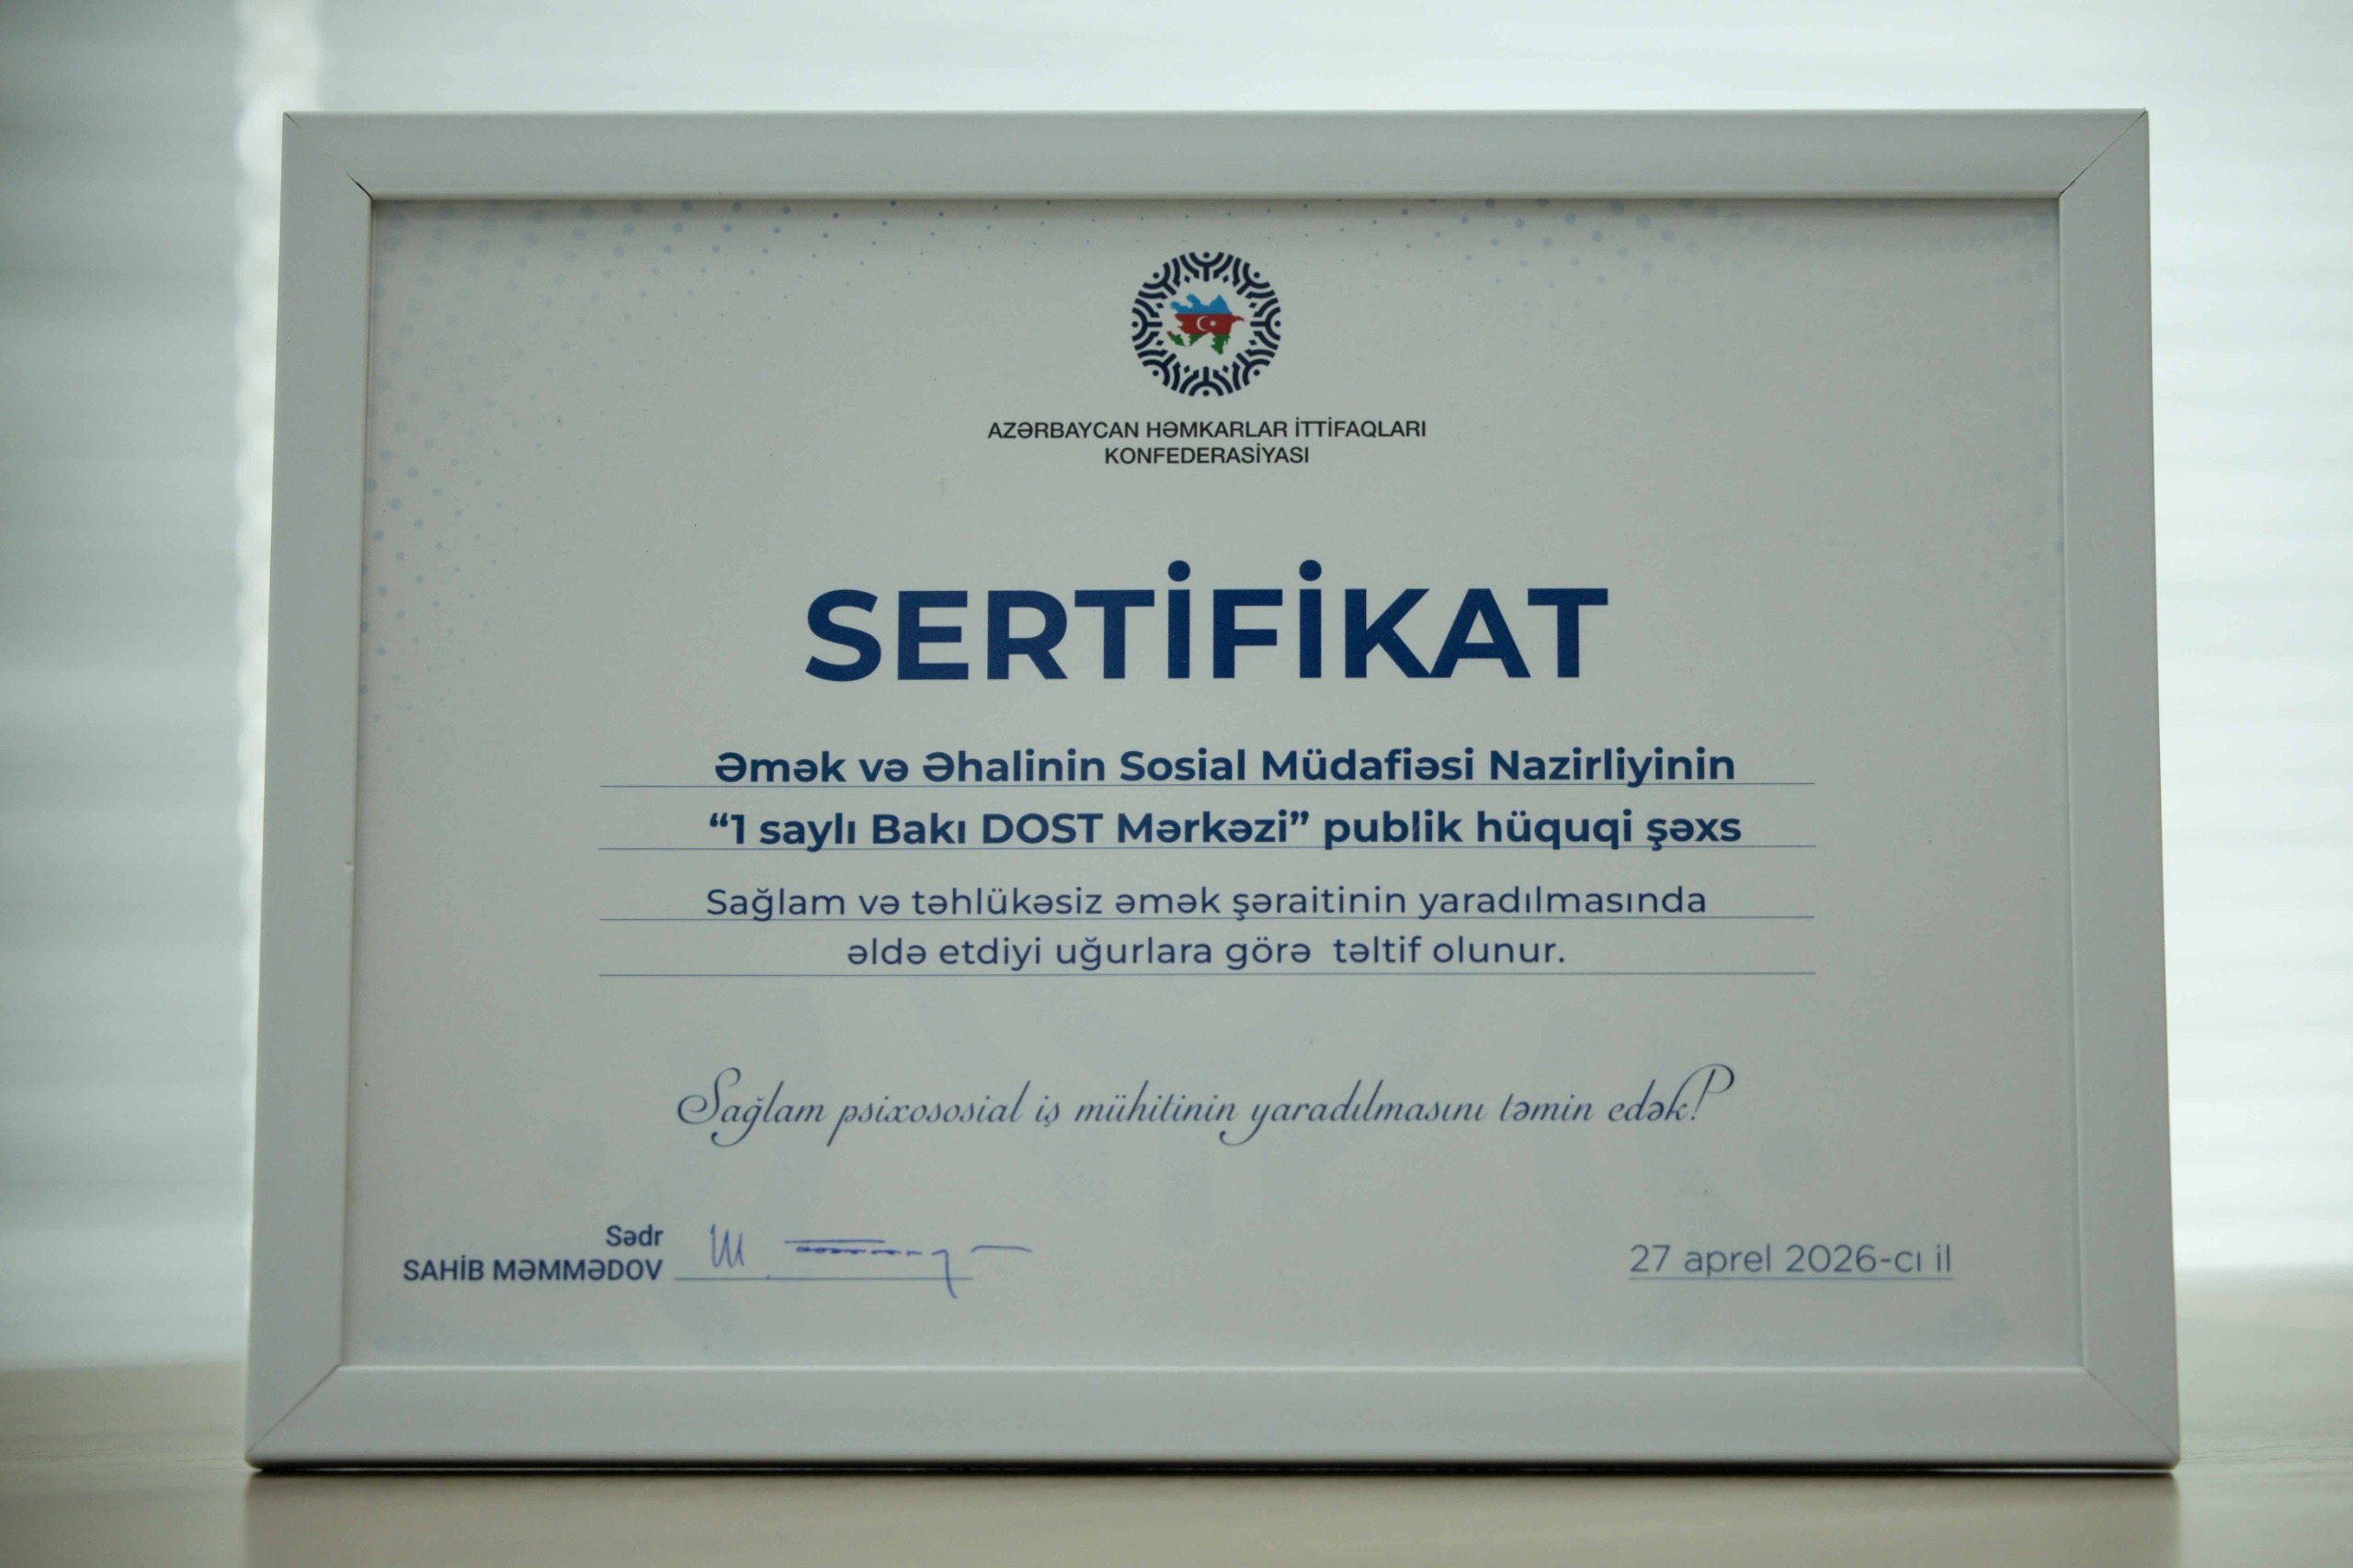 AZƏRBAYCAN HƏMKARLAR İTTİFAQLARI
KONFEDERASİYASI
SERTİFİKAT
Əmək və Əhalinin Sosial Müdafiəsi Nazirliyinin
“1 saylı Bakı DOST Mərkəzi” publik hüquqi şəxs
Sağlam və təhlükəsiz əmək şəraitinin yaradılmasında
əldə etdiyi uğurlara görə təltif olunur.
Sağlam psixososial iş mühitinin yaradılmasını təmin edək!
Sədr
SAHİB MƏMMƏDOV
27 aprel 2026-cı il